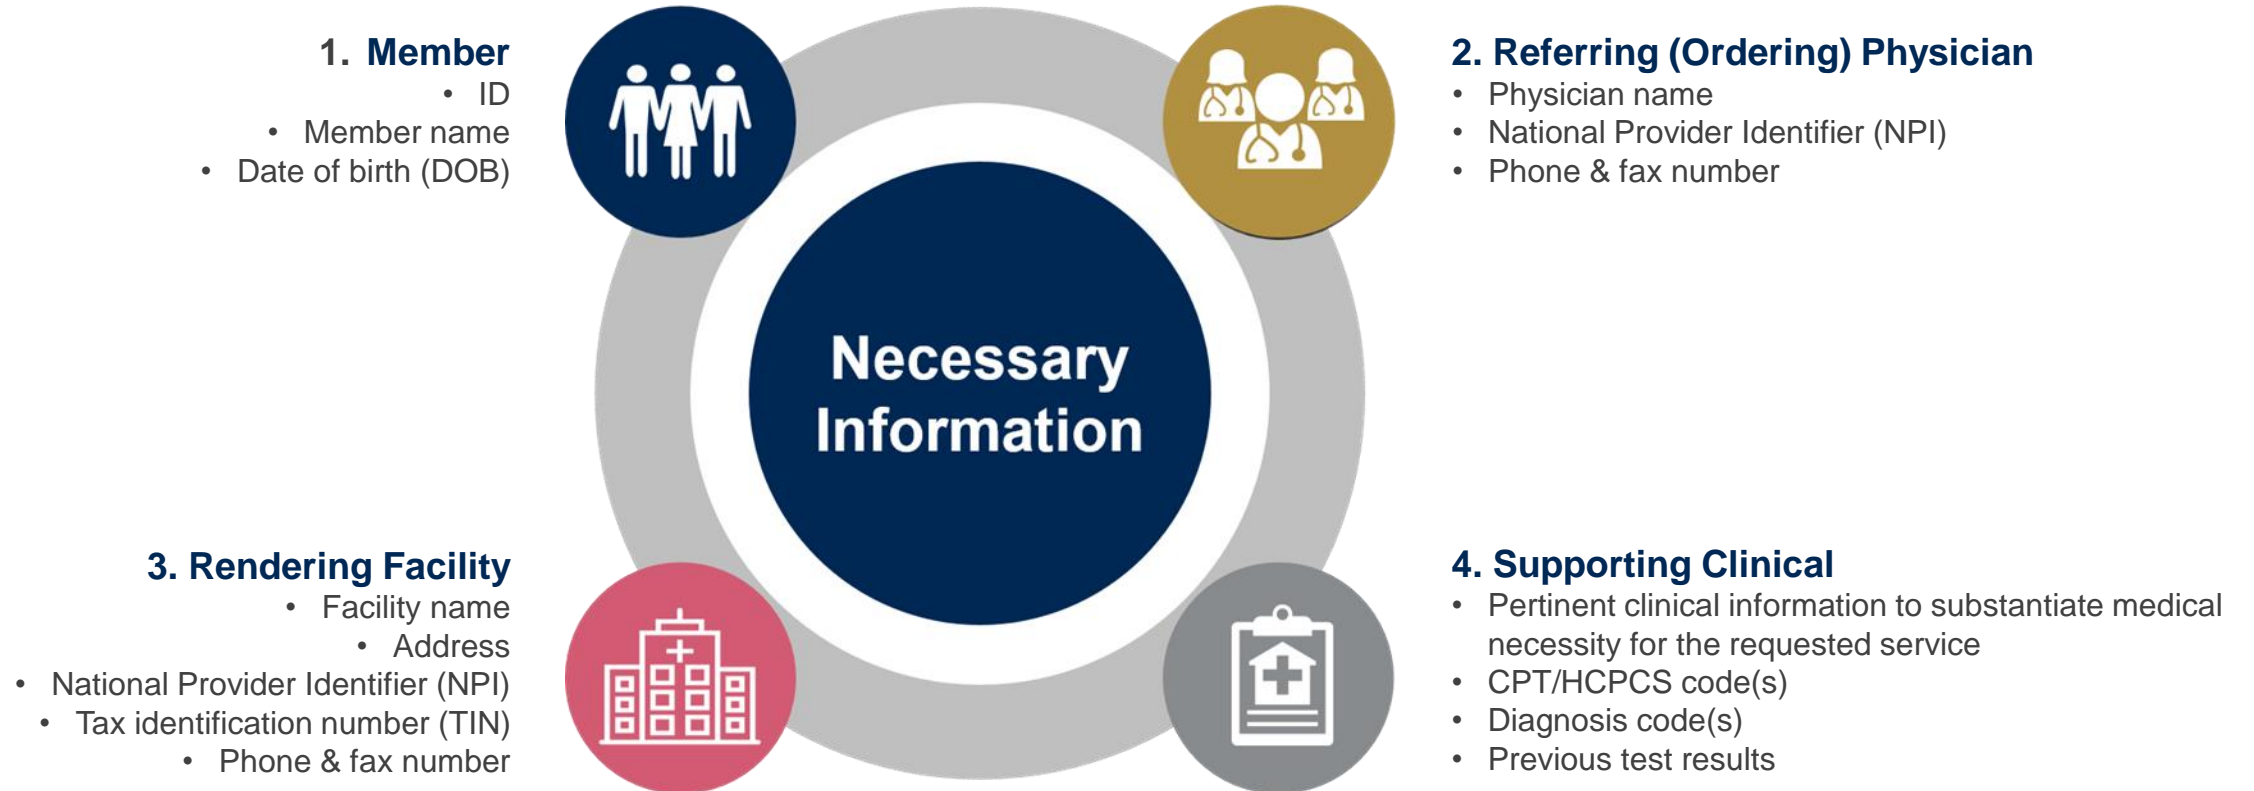 1. Member
• ID
• Member name
• Date of birth (DOB)
2. Referring (Ordering) Physician
• Physician name
• National Provider Identifier (NPI)
• Phone & fax number
Necessary
Information
3. Rendering Facility
• Facility name
• Address
• National Provider Identifier (NPI)
• Tax identification number (TIN)
• Phone & fax number
4. Supporting Clinical
• Pertinent clinical information to substantiate medical
necessity for the requested service
• CPT/HCPCS code(s)
• Diagnosis code(s)
• Previous test results